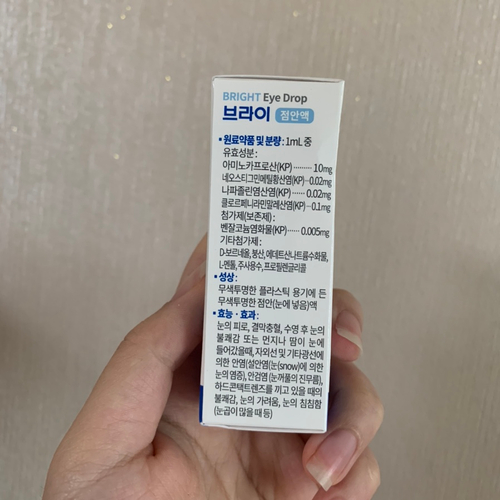 BRIGHT Eye Drop
브라이 점안액
▪ 원료약품 및 분량 : 1mL 중
유효성분 :
아미노카프로산(KP) ········· 10mg
네오스티그민메틸황산염(KP)··0.02mg
나파졸린염산염(KP) ······ 0.02mg
클로르페니라민말레산염(KP)···0.1mg
첨가제(보존제) :
벤잘코늄염화물(KP)······ 0.005mg
기타첨가제 :
D-보르네올, 붕산, 에데트산나트륨수화물,
L-멘톨, 주사용수, 프로필렌글리콜
▪ 성상 :
무색투명한 플라스틱 용기에 든
무색투명한 점안(눈에 넣음)액
▪ 효능 · 효과 :
눈의 피로, 결막충혈, 수영 후 눈의
불쾌감 또는 먼지나 땀이 눈에
들어갔을때, 자외선 및 기타광선에
의한 안염(설안염(눈(snow)에 의한
눈의 염증), 안검염 (눈꺼풀의 진무름),
하드콘택트렌즈를 끼고 있을 때의
불쾌감, 눈의 가려움, 눈의 침침함
(눈곱이 많을 때 등)